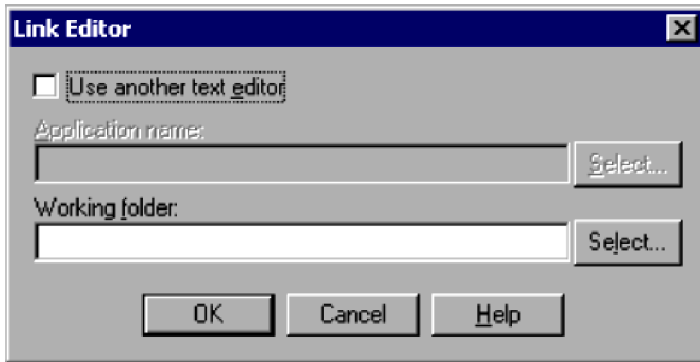 Link Editor
Use another text editor
Application name:
Select...
Working folder:
Select...
OK Cancel Help